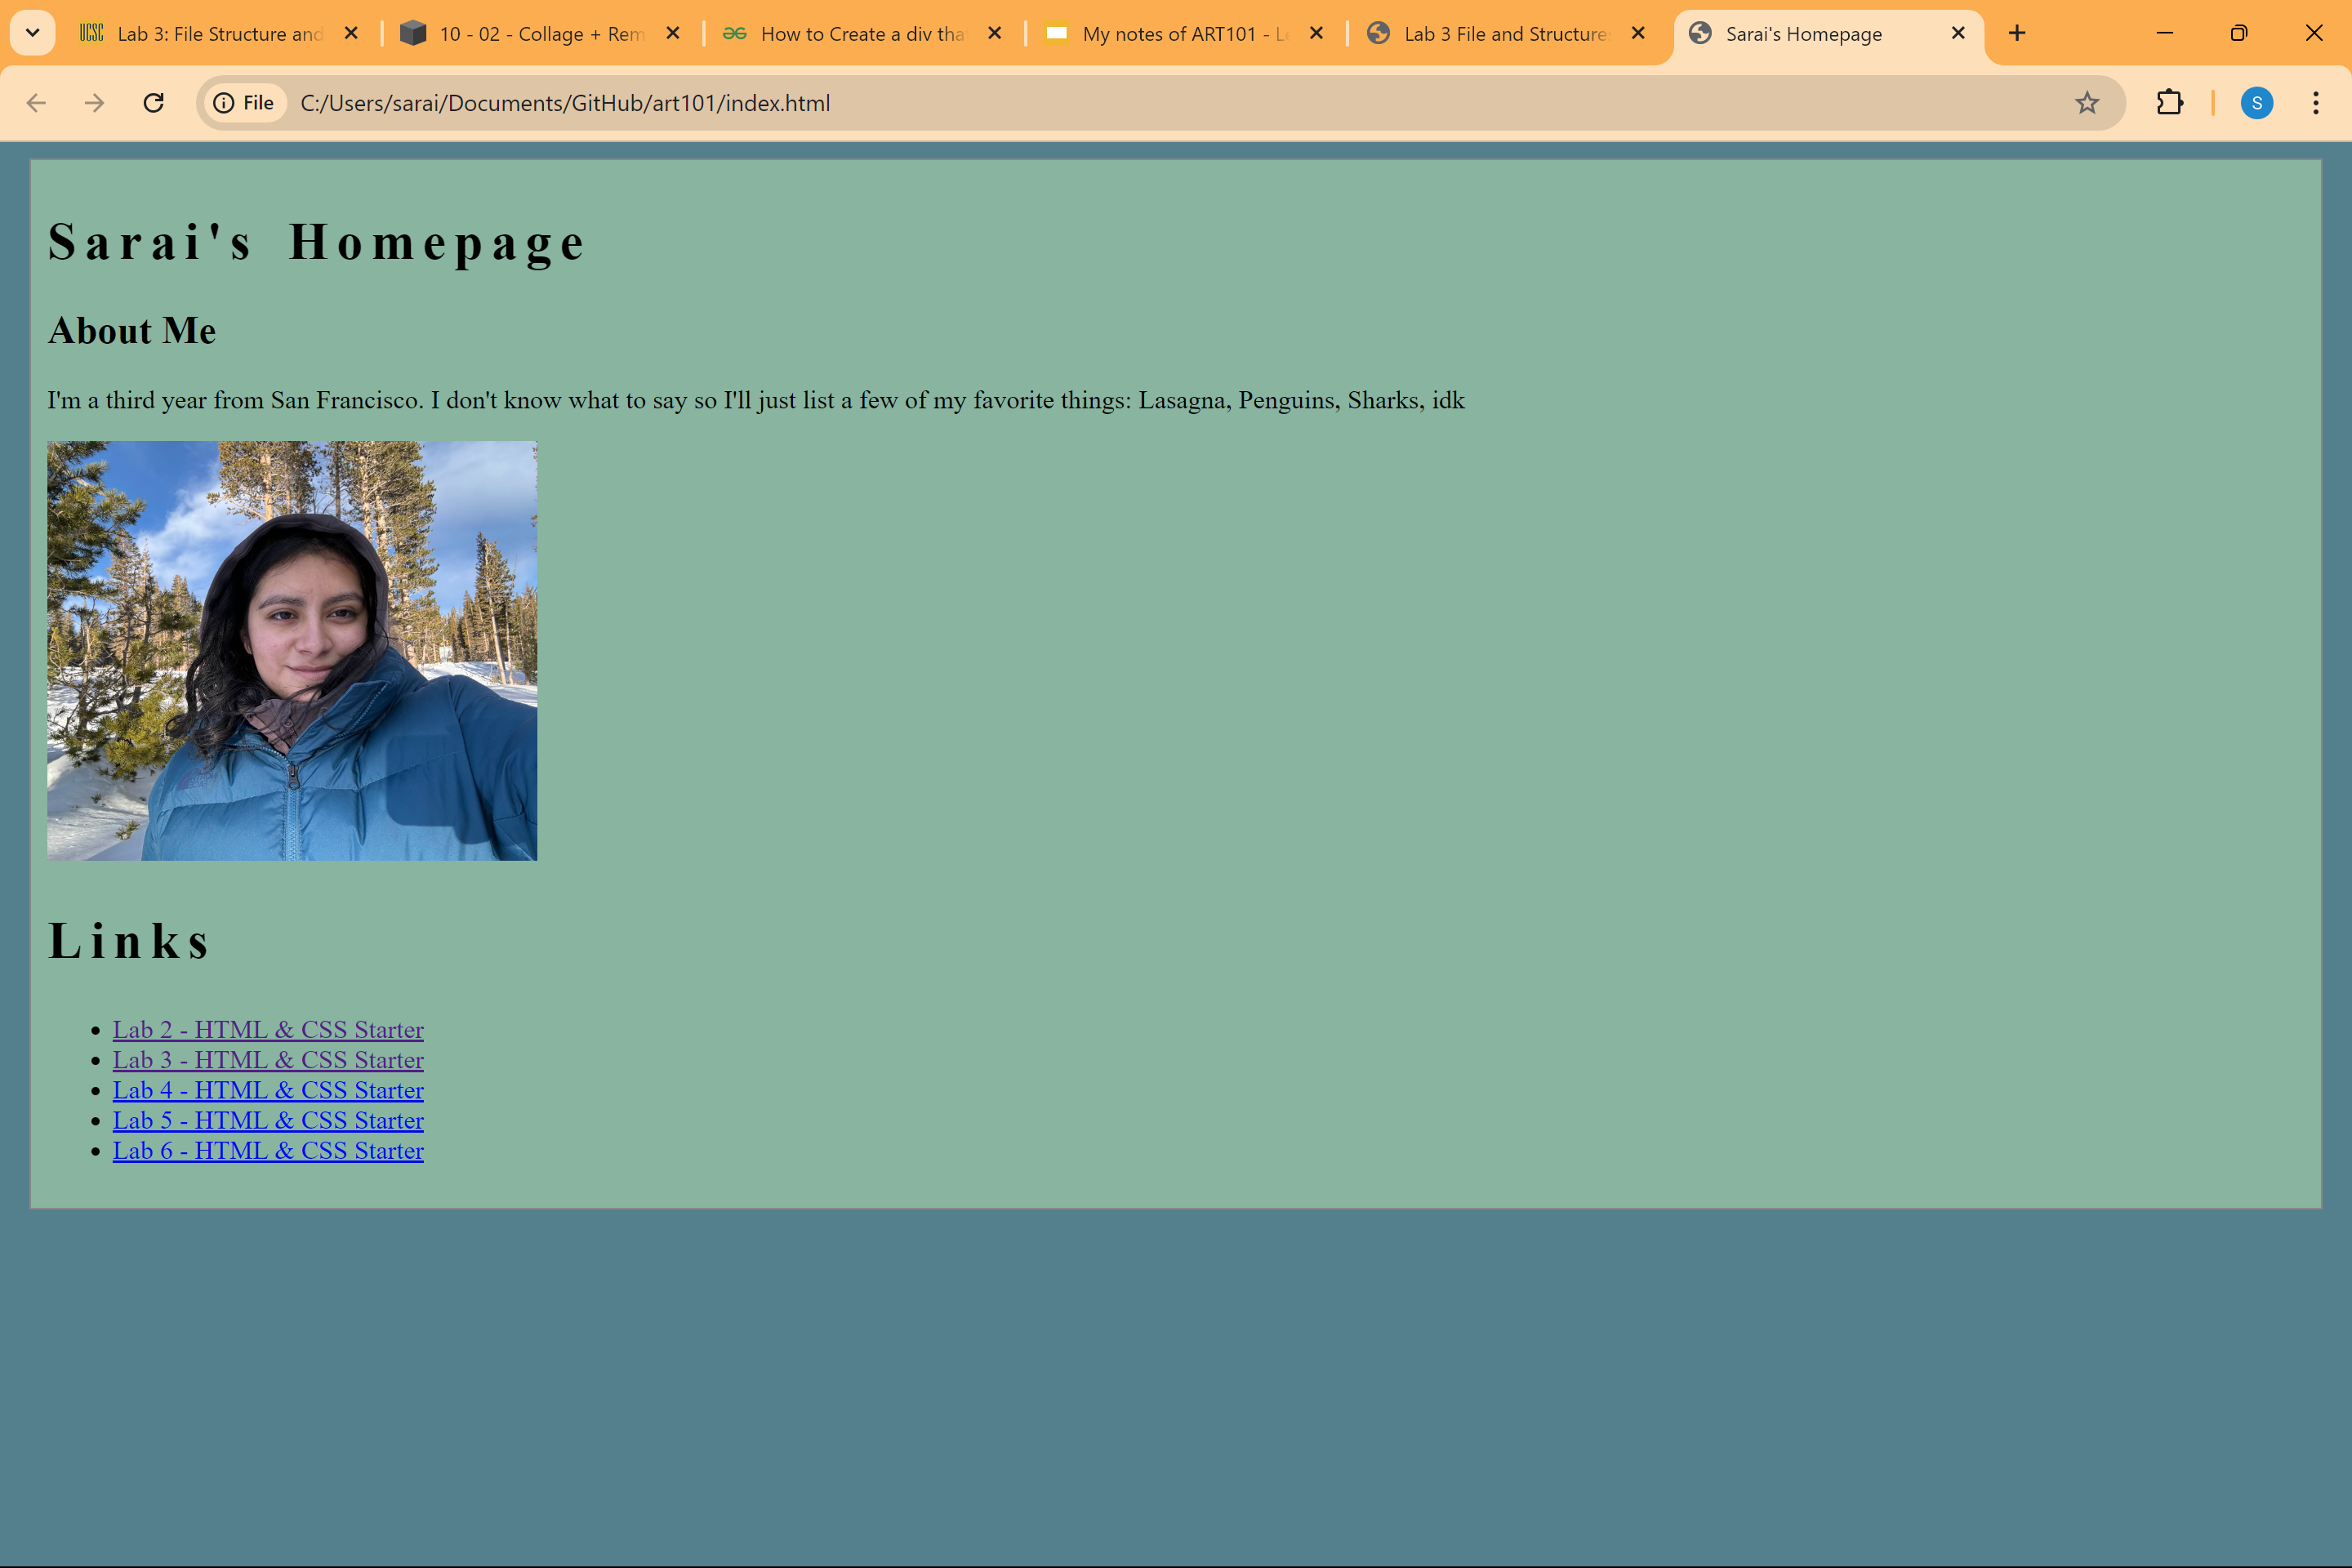 UCSC Lab 3: File Structure and
10 - 02 - Collage + Rem
How to Create a div tha
My notes of ART101 - Le
Lab 3 File and Structure
Sarai's Homepage
File C:/Users/sarai/Documents/GitHub/art101/index.html
S
Sarai's Homepage
About Me
I'm a third year from San Francisco. I don't know what to say so I'll just list a few of my favorite things: Lasagna, Penguins, Sharks, idk
Links
Lab 2 - HTML & CSS Starter
Lab 3 - HTML & CSS Starter
Lab 4 - HTML & CSS Starter
Lab 5 - HTML & CSS Starter
Lab 6 - HTML & CSS Starter